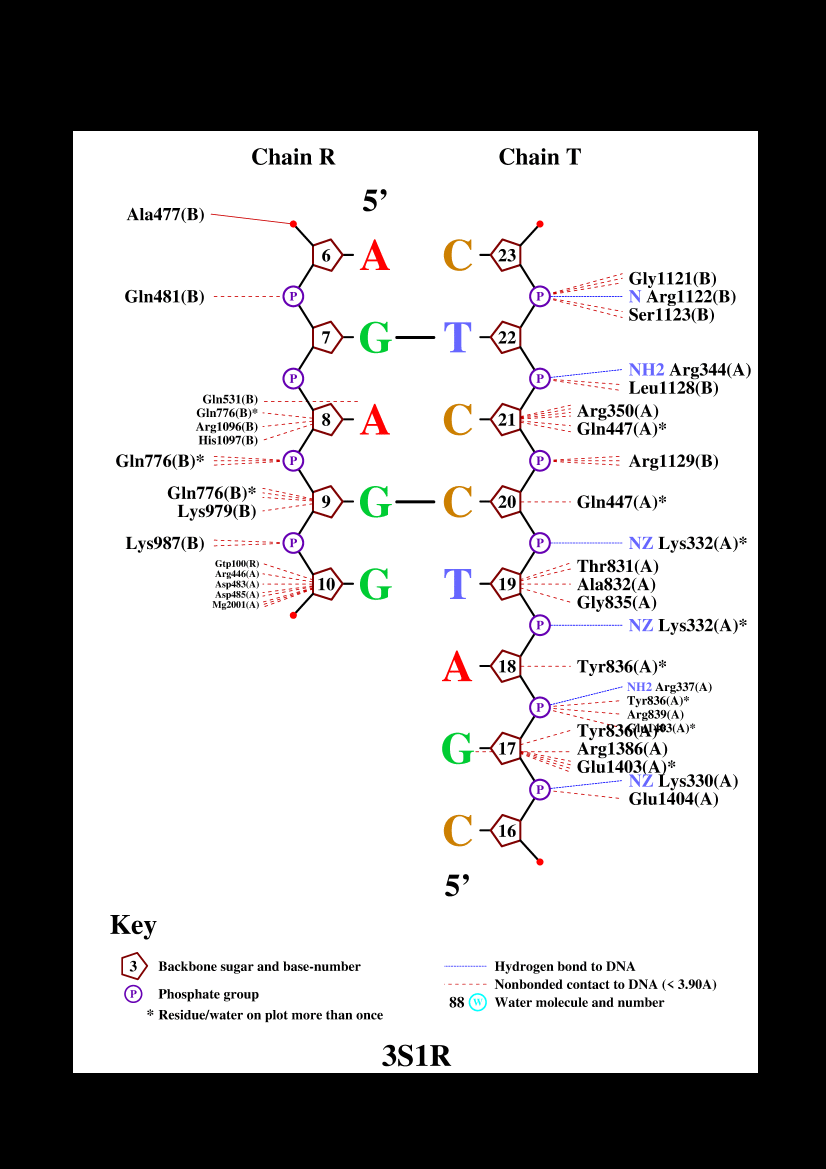 Chain R Chain T
5’
Ala477(B)
6 A C 23
Gly1121(B)
Gln481(B) P P N Arg1122(B)
Ser1123(B)
7 G T 22
NH2 Arg344(A)
P P
Leu1128(B)
Gln531(B)
Gln776(B)* Arg350(A)
8 A C 21
Arg1096(B) Gln447(A)*
His1097(B)
Gln776(B)* P P Arg1129(B)
Gln776(B)*
9 G C 20 Gln447(A)*
Lys979(B)
Lys987(B) P P NZ Lys332(A)*
Gtp100(R) Thr831(A)
Arg446(A)
Asp483(A) 10 G T 19 Ala832(A)
Asp485(A)
Mg2001(A) Gly835(A)
P NZ Lys332(A)*
A 18 Tyr836(A)*
NH2 Arg337(A)
P Tyr836(A)*
Arg839(A)
Tyr836(A)*
G 17 Arg1386(A)
Glu1403(A)*
NZ Lys330(A)
P
Glu1404(A)
C 16
5’
Key
3 Backbone sugar and base-number Hydrogen bond to DNA
Nonbonded contact to DNA (< 3.90A)
P Phosphate group 88 W Water molecule and number
* Residue/water on plot more than once
3S1R